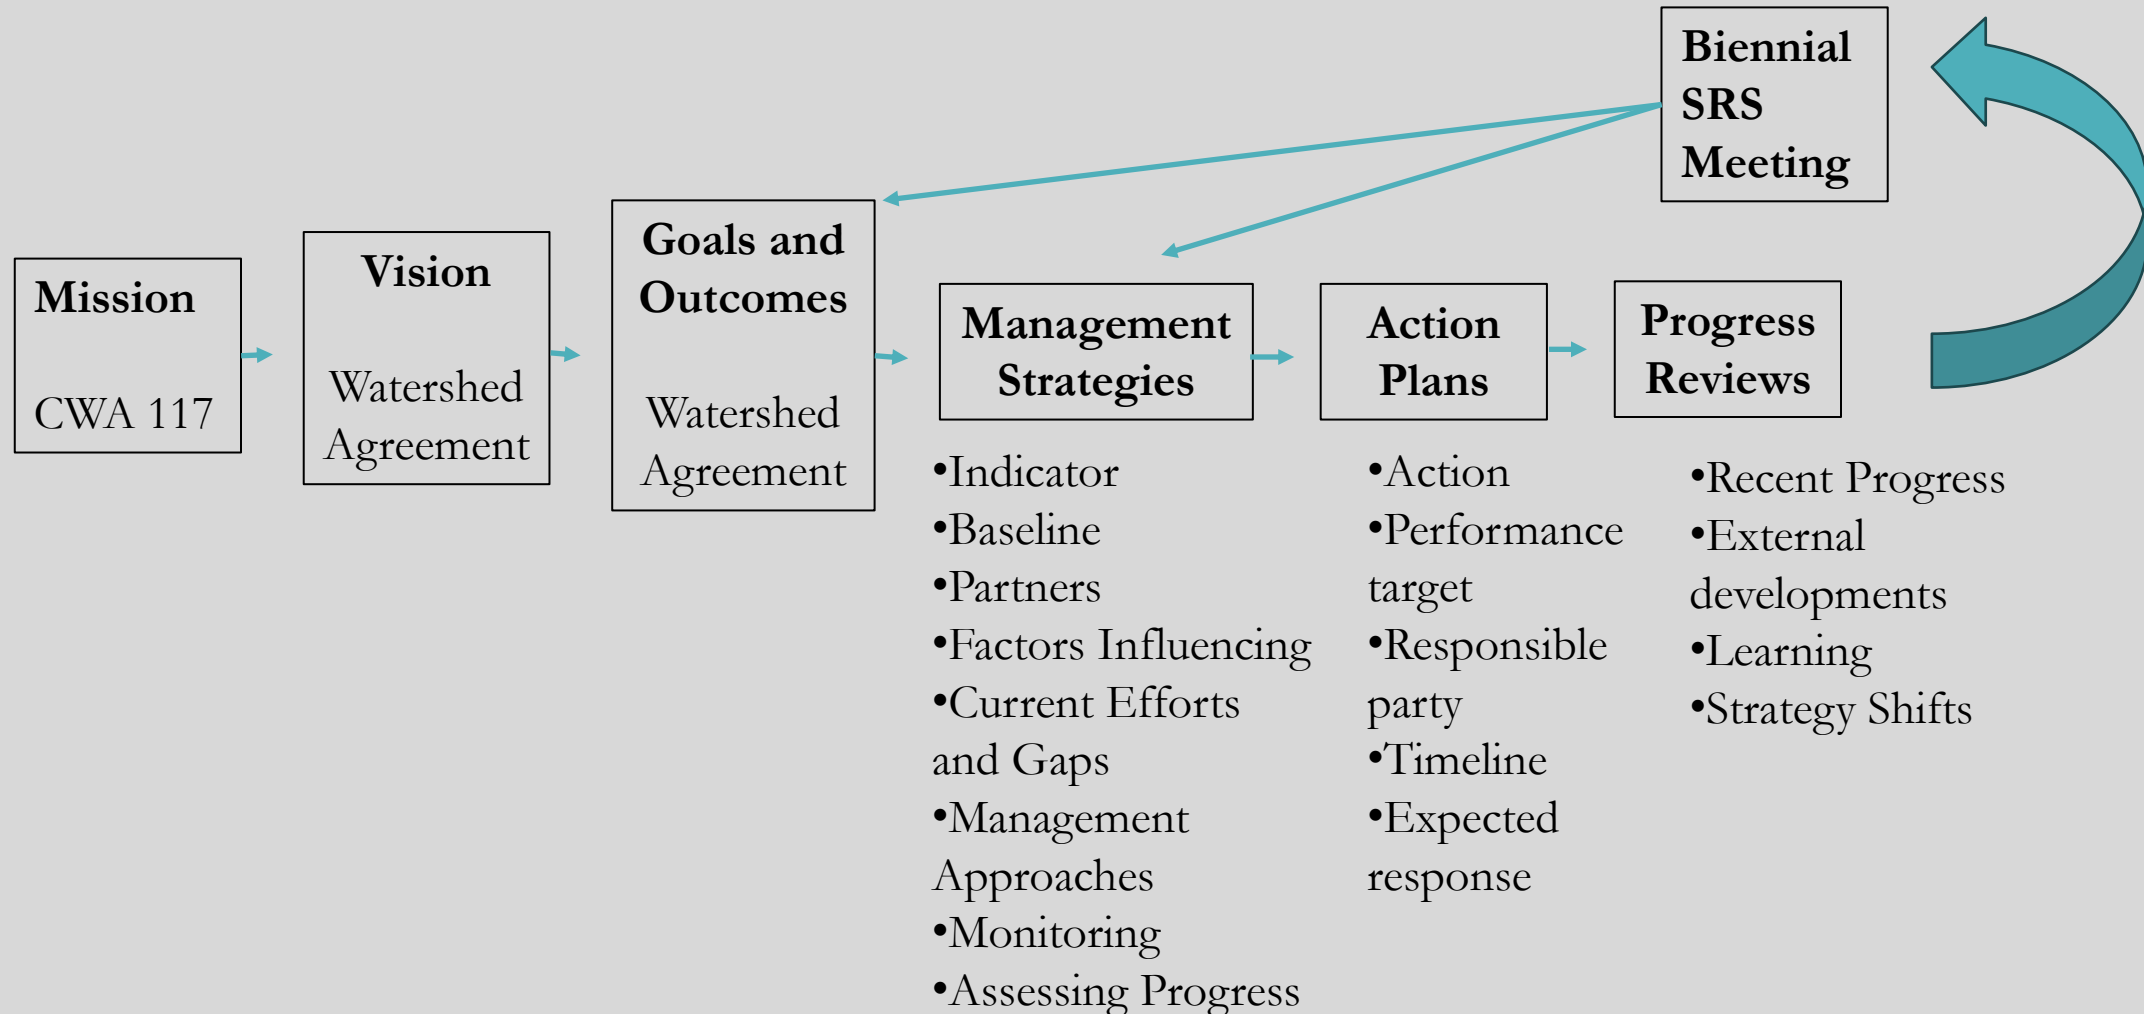 Biennial
SRS
Meeting
Mission
CWA 117
Vision
Watershed
Agreement
Goals and
Outcomes
Watershed
Agreement
Management
Strategies
•Indicator
•Baseline
•Partners
•Factors Influencing
•Current Efforts
and Gaps
•Management
Approaches
•Monitoring
•Assessing Progress
Action
Plans
•Action
•Performance
target
•Responsible
party
•Timeline
•Expected
response
Progress
Reviews
•Recent Progress
•External
developments
•Learning
•Strategy Shifts